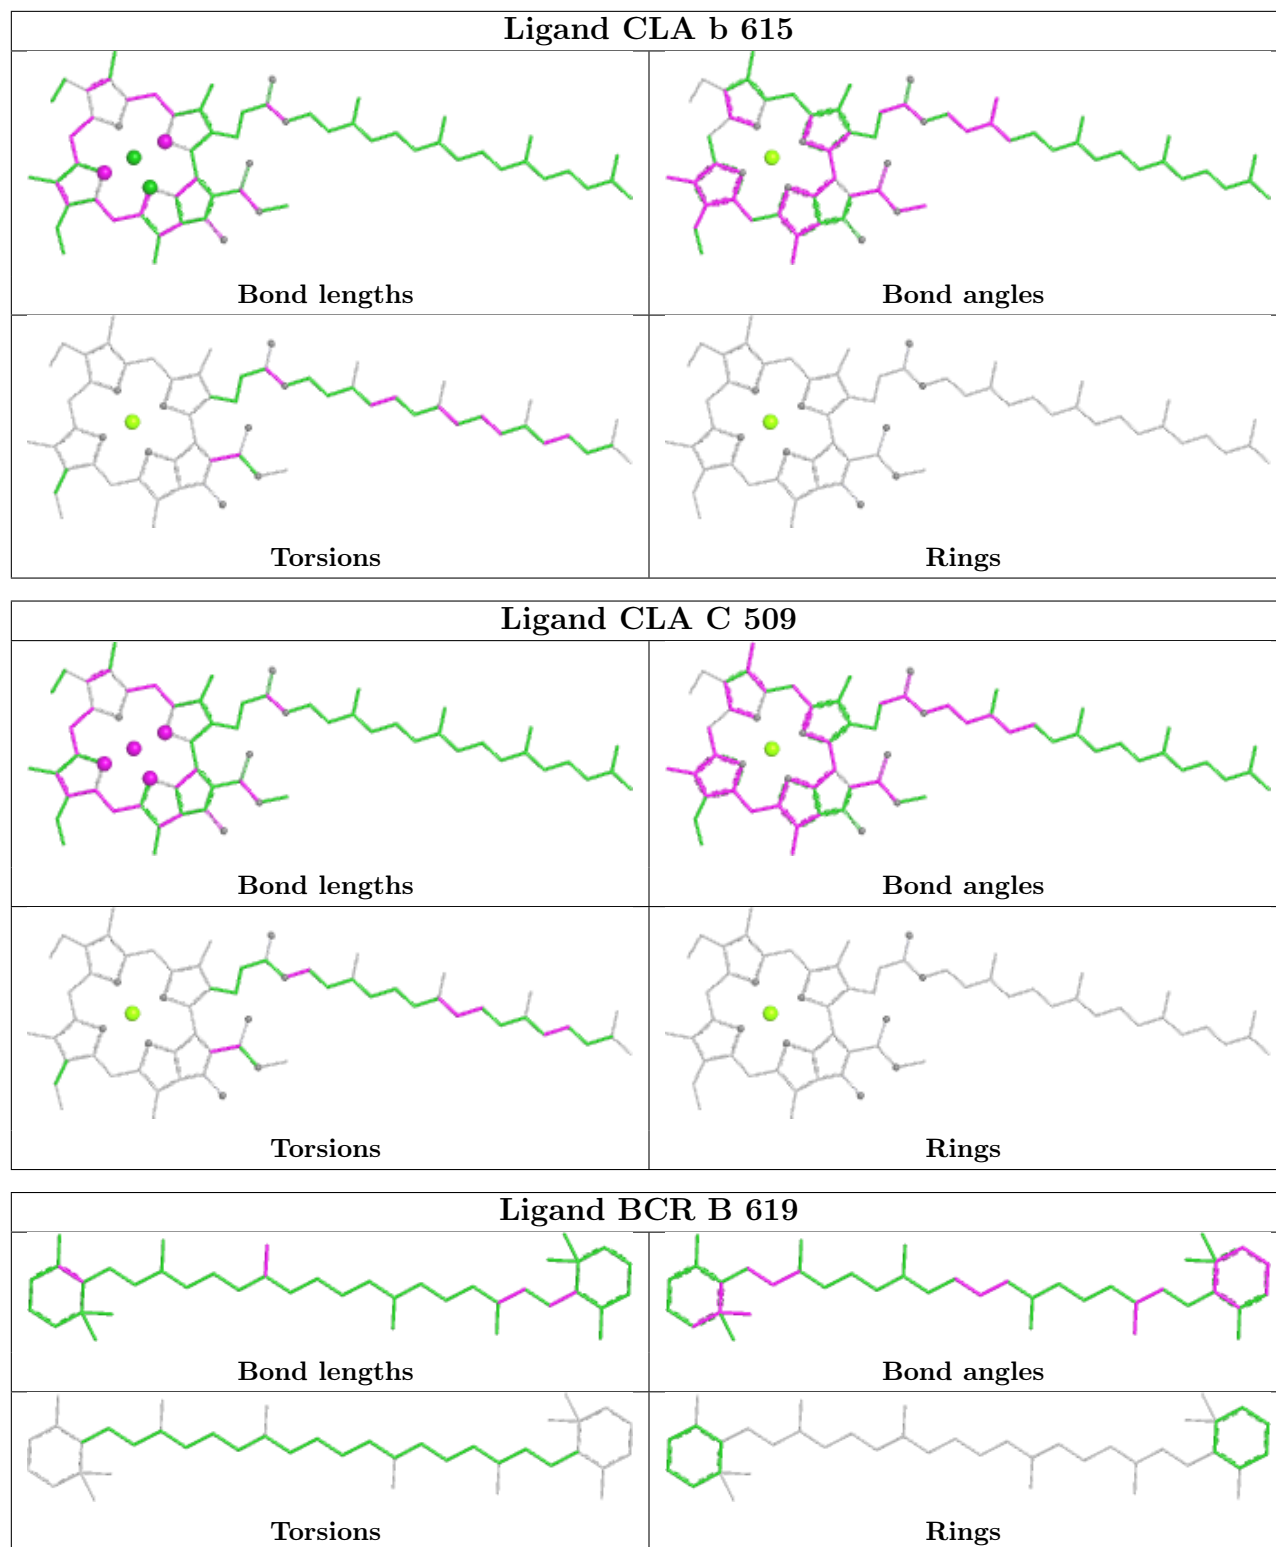 Ligand CLA b 615
Bond lengths
Bond angles
Torsions
Rings
Ligand CLA C 509
Bond lengths
Bond angles
Torsions
Rings
Ligand BCR B 619
Bond lengths
Bond angles
Torsions
Rings